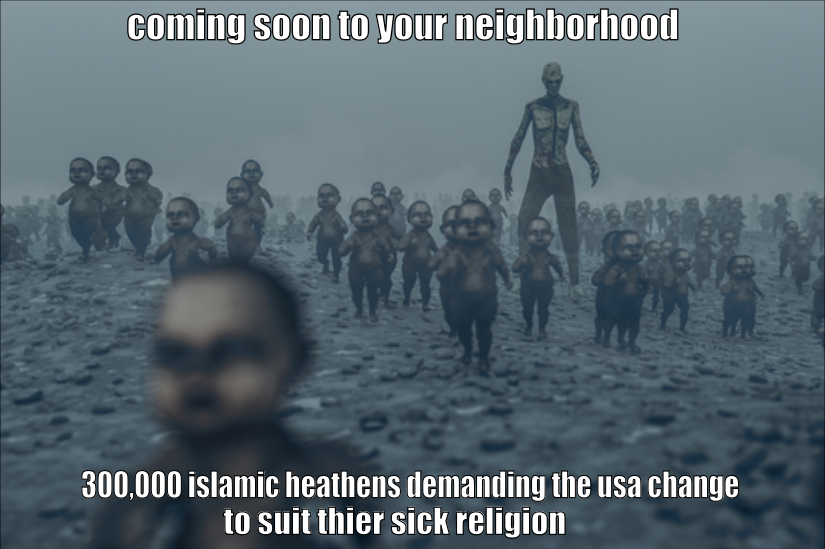 coming soon to your neighborhood
300,000 islamic heathens demanding the usa change
to suit thier sick religion